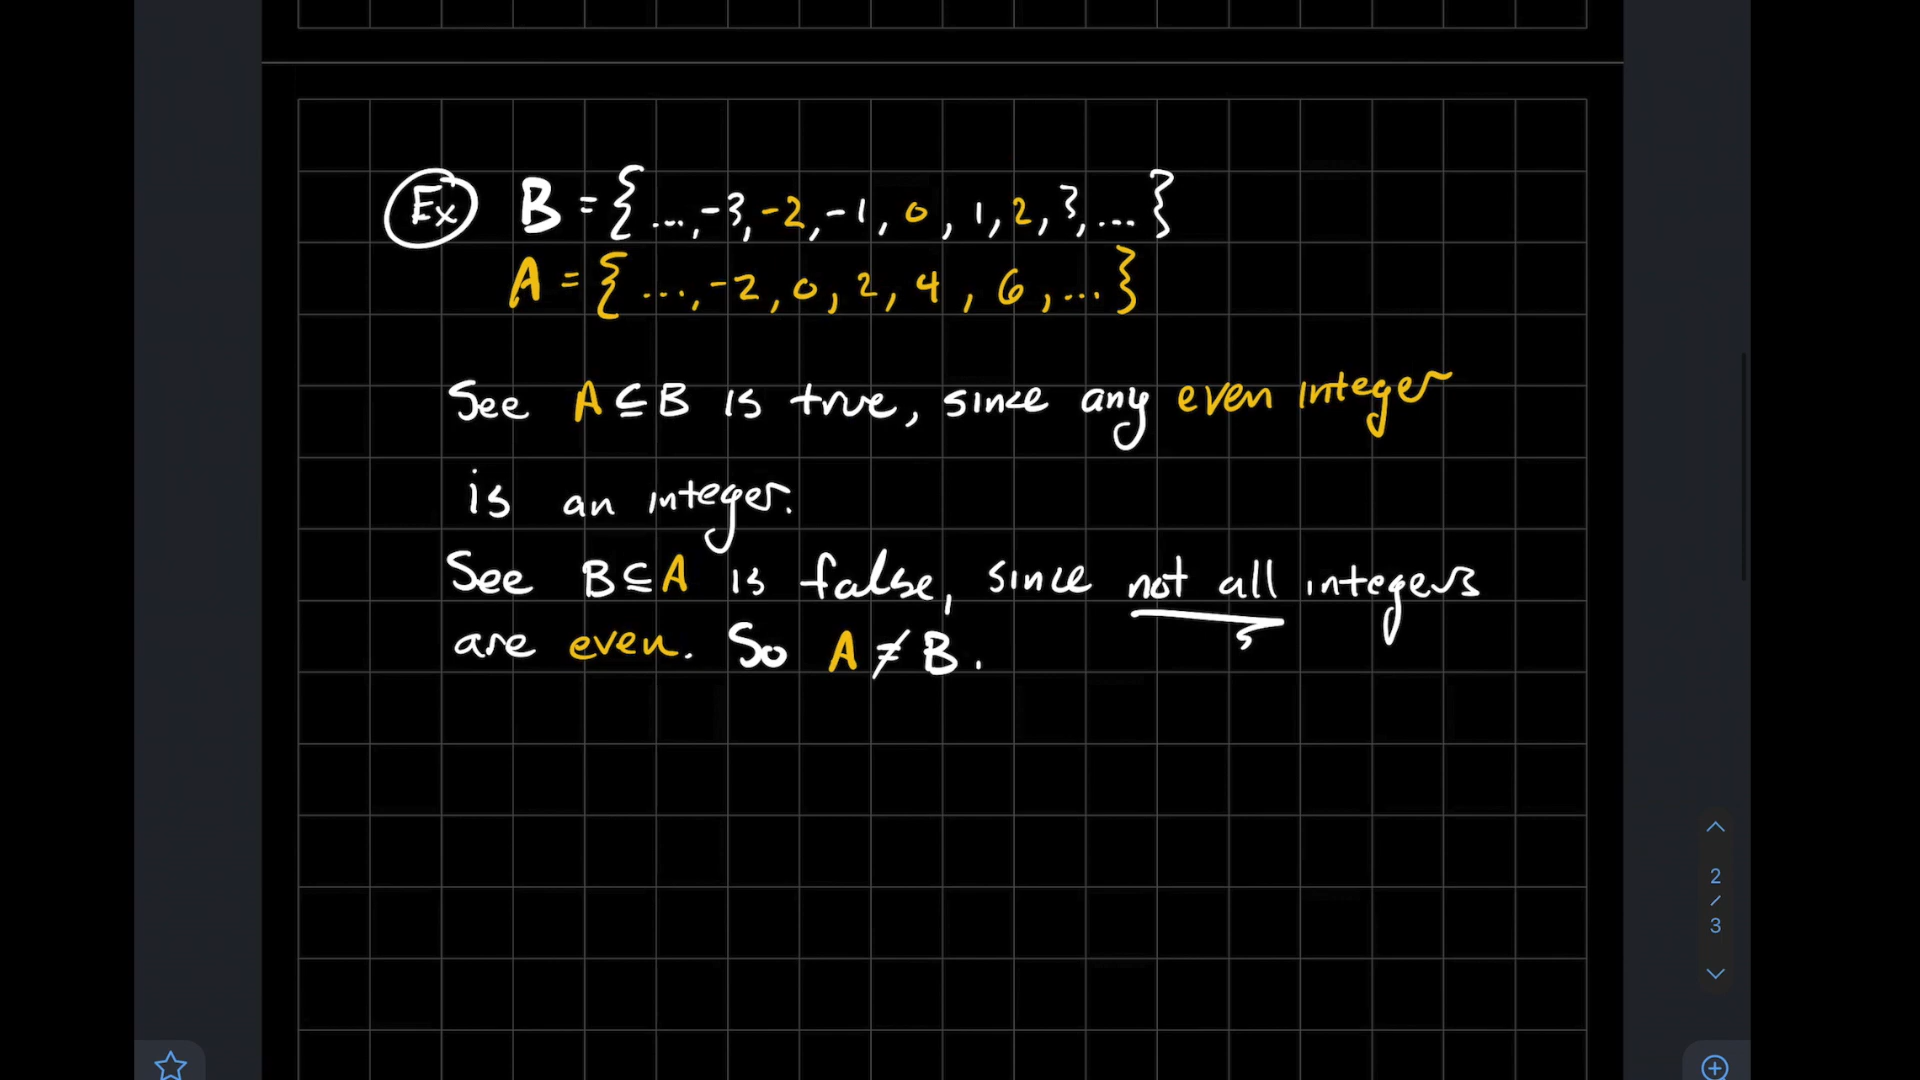 Ex B = {...,-3,-2,-1,0,1,2,3,...}
A = {...,-2,0,2,4,6,...}
See A ⊆ B is true, since any even integer
is an integer.
See B ⊆ A is false, since not all integers
are even. So A ≠ B.
2
/
3